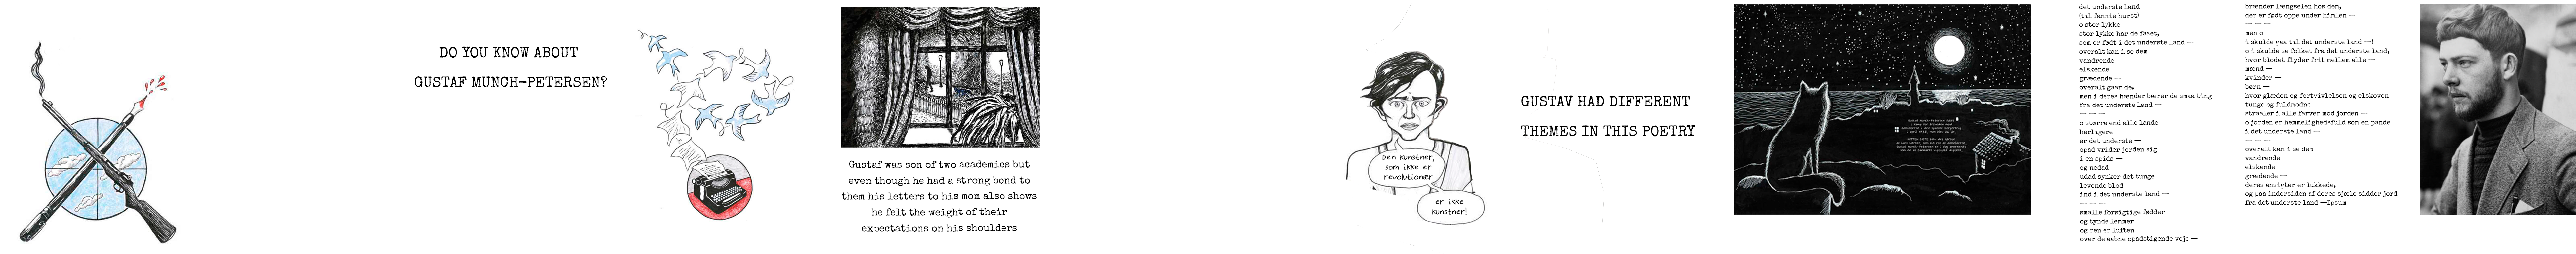 DO YOU KNOW ABOUT
GUSTAF MUNCH-PETERSEN?
Gustaf was son of two academics but
even though he had a strong bond to
them his letters to his mom also shows
he felt the weight of their
expectations on his shoulders
Den kunstner,
som ikke er
revolutionær
er ikke
kunstner!
GUSTAV HAD DIFFERENT
THEMES IN THIS POETRY
det underste land
(til fannie hurst)
o stor lykke
stor lykke har de faaet,
som er født i det underste land —
overalt kan i se dem
vandrende
elskende
grædende —
overalt gaar de,
men i deres hænder bærer de smaa ting
fra det underste land —
— — —
o større end alle lande
herligere
er det underste —
opad vrider jorden sig
i en spids —
og nedad
udad synker det tunge
levende blod
ind i det underste land —
— — —
smalle forsigtige fødder
og tynde lemmer
og ren er luften
over de aabne opadstigende veje —
brænder længselen hos dem,
der er født oppe under himlen —
— — —
men o
i skulde gaa til det underste land —!
o i skulde se folket fra det underste land,
hvor blodet flyder frit mellem alle —
mænd —
kvinder —
børn —
hvor glæden og fortvivlelsen og elskoven
tunge og fuldmodne
straaler i alle farver mod jorden —
o jorden er hemmelighedsfuld som en pande
i det underste land —
— — —
overalt kan i se dem
vandrende
elskende
grædende —
deres ansigter er lukkede,
og paa indersiden af deres sjæle sidder jord
fra det underste land —Ipsum